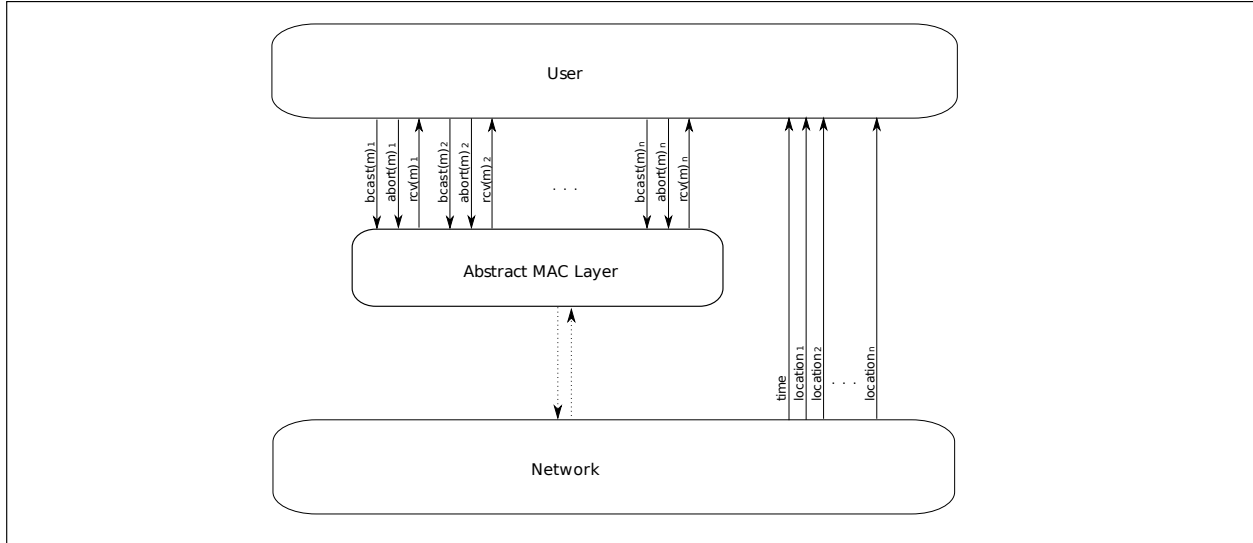 User
bcast(m)₁
abort(m)₁
rcv(m)₁
bcast(m)₂
abort(m)₂
rcv(m)₂
. . .
bcast(m)ₙ
abort(m)ₙ
rcv(m)ₙ
Abstract MAC Layer
time
location₁
location₂
. . .
locationₙ
Network